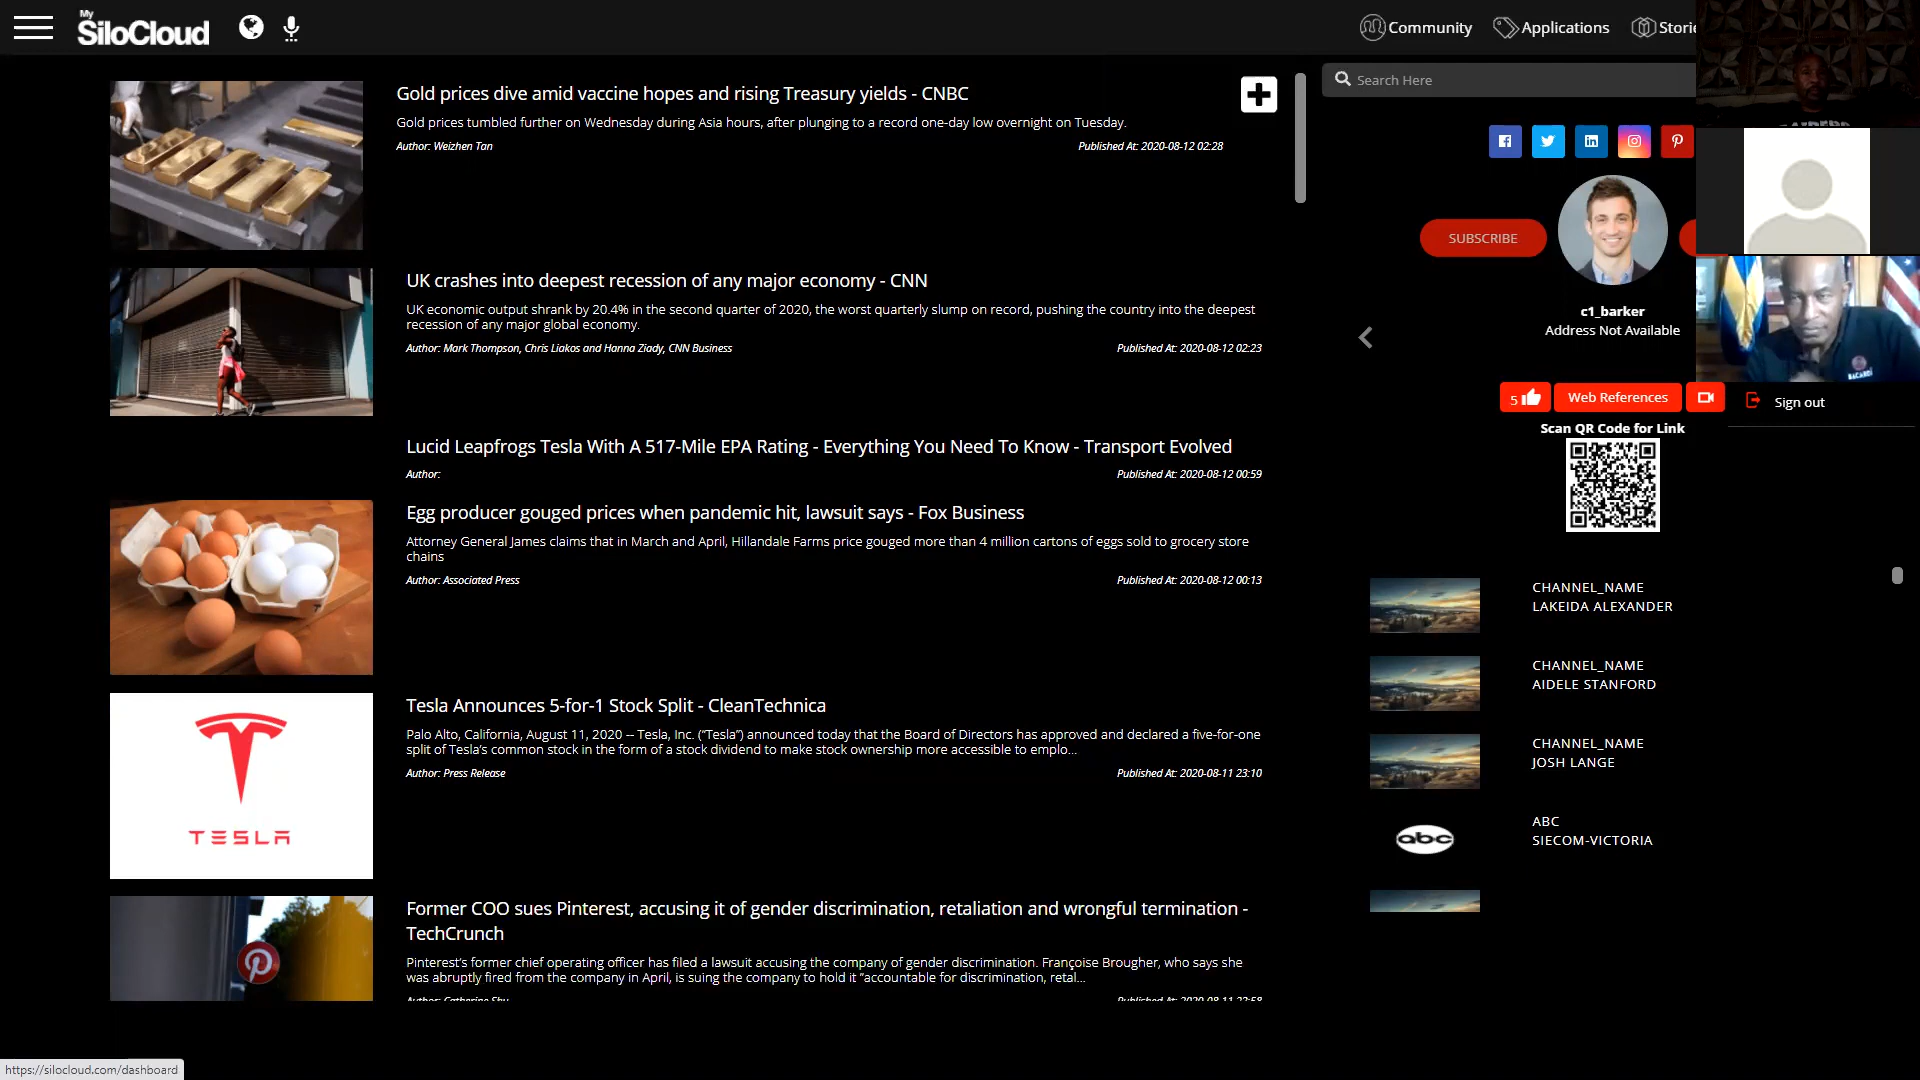 My
SiloCloud
Community
Applications
Storie
Search Here
Gold prices dive amid vaccine hopes and rising Treasury yields - CNBC
Gold prices tumbled further on Wednesday during Asia hours, after plunging to a record one-day low overnight on Tuesday.
Author: Weizhen Tan
Published At: 2020-08-12 02:28
UK crashes into deepest recession of any major economy - CNN
UK economic output shrank by 20.4% in the second quarter of 2020, the worst quarterly slump on record, pushing the country into the deepest
recession of any major global economy.
Author: Mark Thompson, Chris Liakos and Hanna Ziady, CNN Business
Published At: 2020-08-12 02:23
Lucid Leapfrogs Tesla With A 517-Mile EPA Rating - Everything You Need To Know - Transport Evolved
Author:
Published At: 2020-08-12 00:59
Egg producer gouged prices when pandemic hit, lawsuit says - Fox Business
Attorney General James claims that in March and April, Hillandale Farms price gouged more than 4 million cartons of eggs sold to grocery store
chains
Author: Associated Press
Published At: 2020-08-12 00:13
TESLA
Tesla Announces 5-for-1 Stock Split - CleanTechnica
Palo Alto, California, August 11, 2020 -- Tesla, Inc. (“Tesla”) announced today that the Board of Directors has approved and declared a five-for-one
split of Tesla’s common stock in the form of a stock dividend to make stock ownership more accessible to emplo...
Author: Press Release
Published At: 2020-08-11 23:10
Former COO sues Pinterest, accusing it of gender discrimination, retaliation and wrongful termination -
TechCrunch
Pinterest’s former chief operating officer has filed a lawsuit accusing the company of gender discrimination. Françoise Brougher, who says she
was abruptly fired from the company in April, is suing the company to hold it “accountable for discrimination, retal...
Author: Catherine Shu
Published At: 2020-08-11 22:58
SUBSCRIBE
c1_barker
Address Not Available
5
Web References
Sign out
Scan QR Code for Link
CHANNEL_NAME
LAKEIDA ALEXANDER
CHANNEL_NAME
AIDELE STANFORD
CHANNEL_NAME
JOSH LANGE
abc
ABC
SIECOM-VICTORIA
BACARDI
https://silocloud.com/dashboard